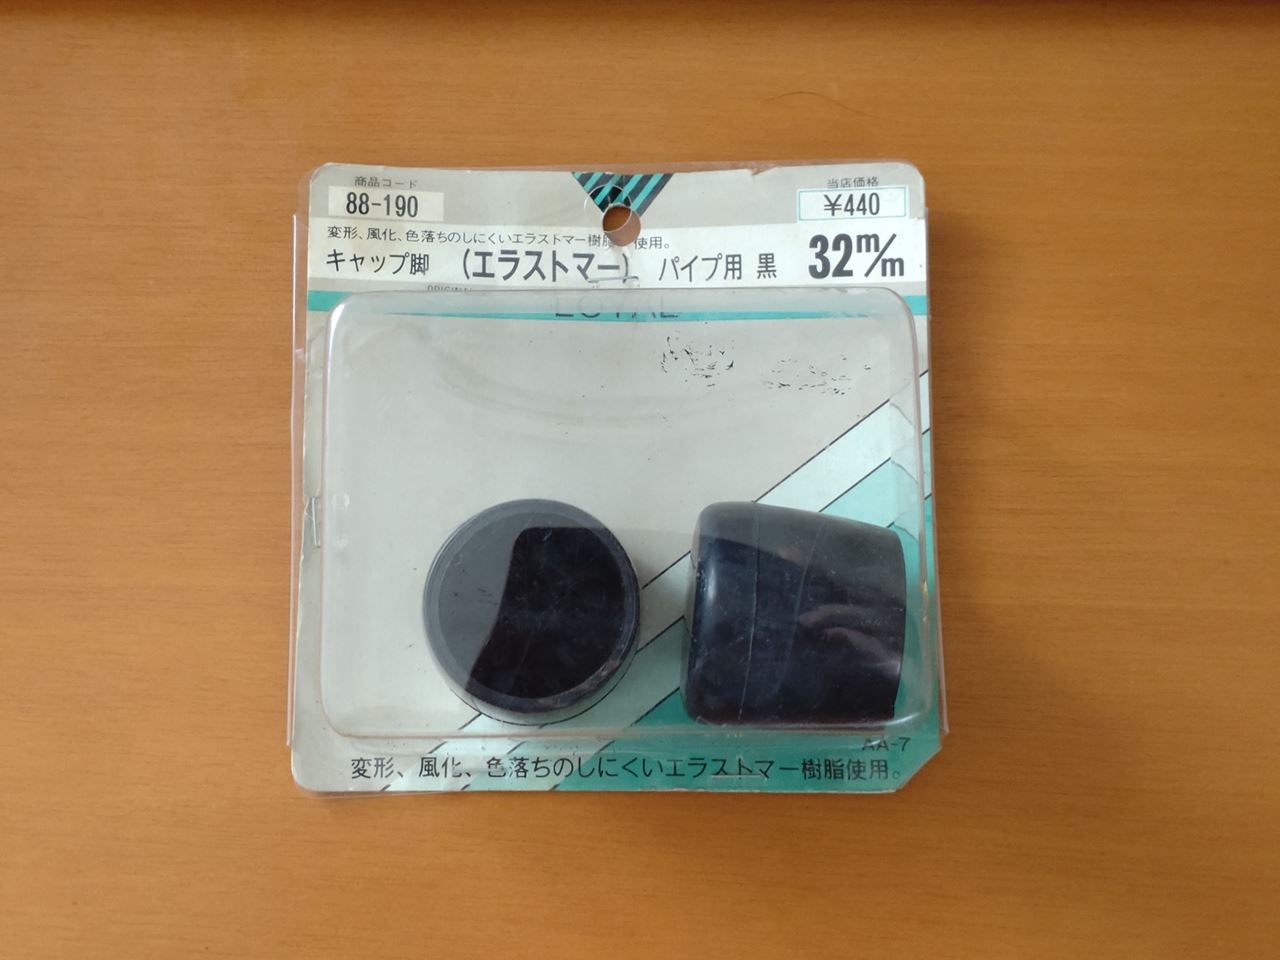 商品コード
当店価格
88-190
¥440
変形、風化、色落ちのしにくいエラストマー樹脂 使用。
キャップ脚 (エラストマー) パイプ用 黒 32m/m
ORIGINAL
LOYAL
AA-7
変形、風化、色落ちのしにくいエラストマー樹脂使用。